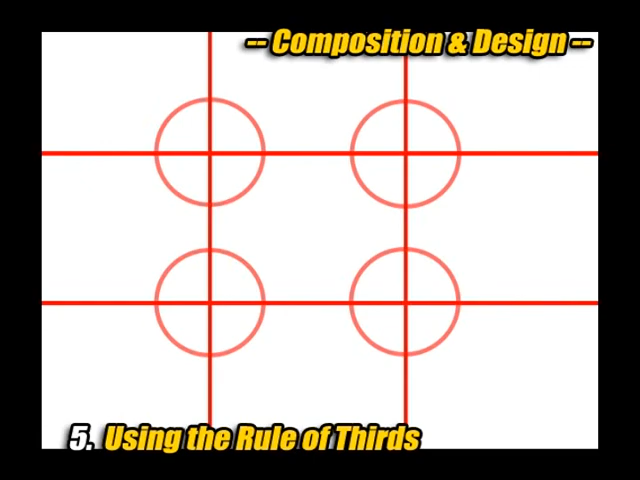 -- Composition & Design --
5. Using the Rule of Thirds